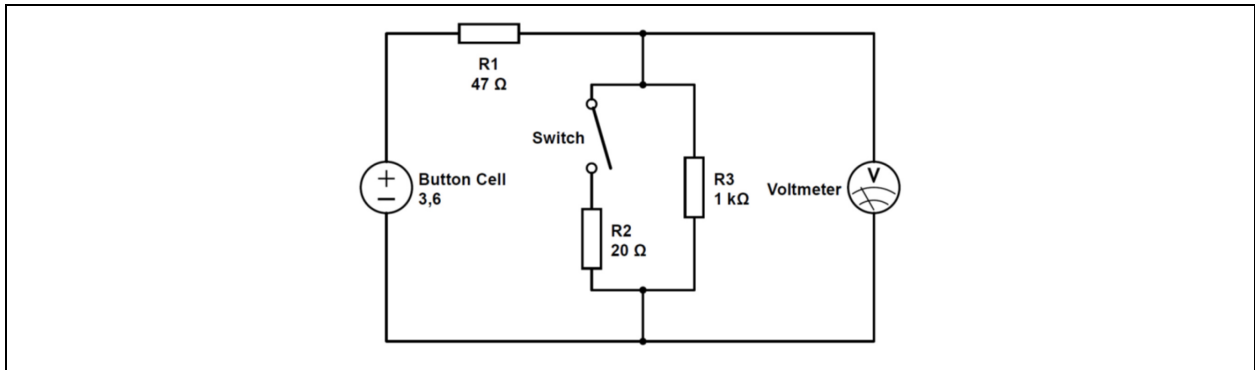 R1
47 Ω
Switch
Button Cell
3,6
R3
1 kΩ
Voltmeter
V
R2
20 Ω